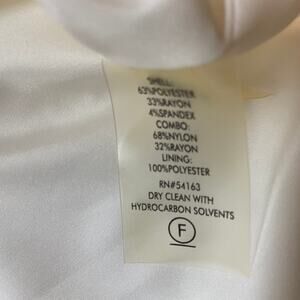 SHELL:
63%POLYESTER
33%RAYON
4%SPANDEX
COMBO:
68%NYLON
32%RAYON
LINING:
100%POLYESTER
RN#54163
DRY CLEAN WITH
HYDROCARBON SOLVENTS
F